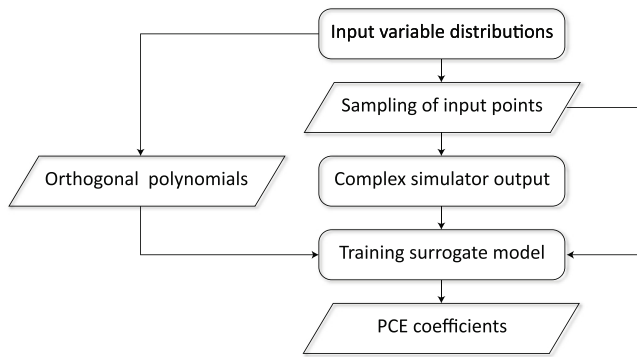 Input variable distributions
Sampling of input points
Orthogonal polynomials
Complex simulator output
Training surrogate model
PCE coefficients